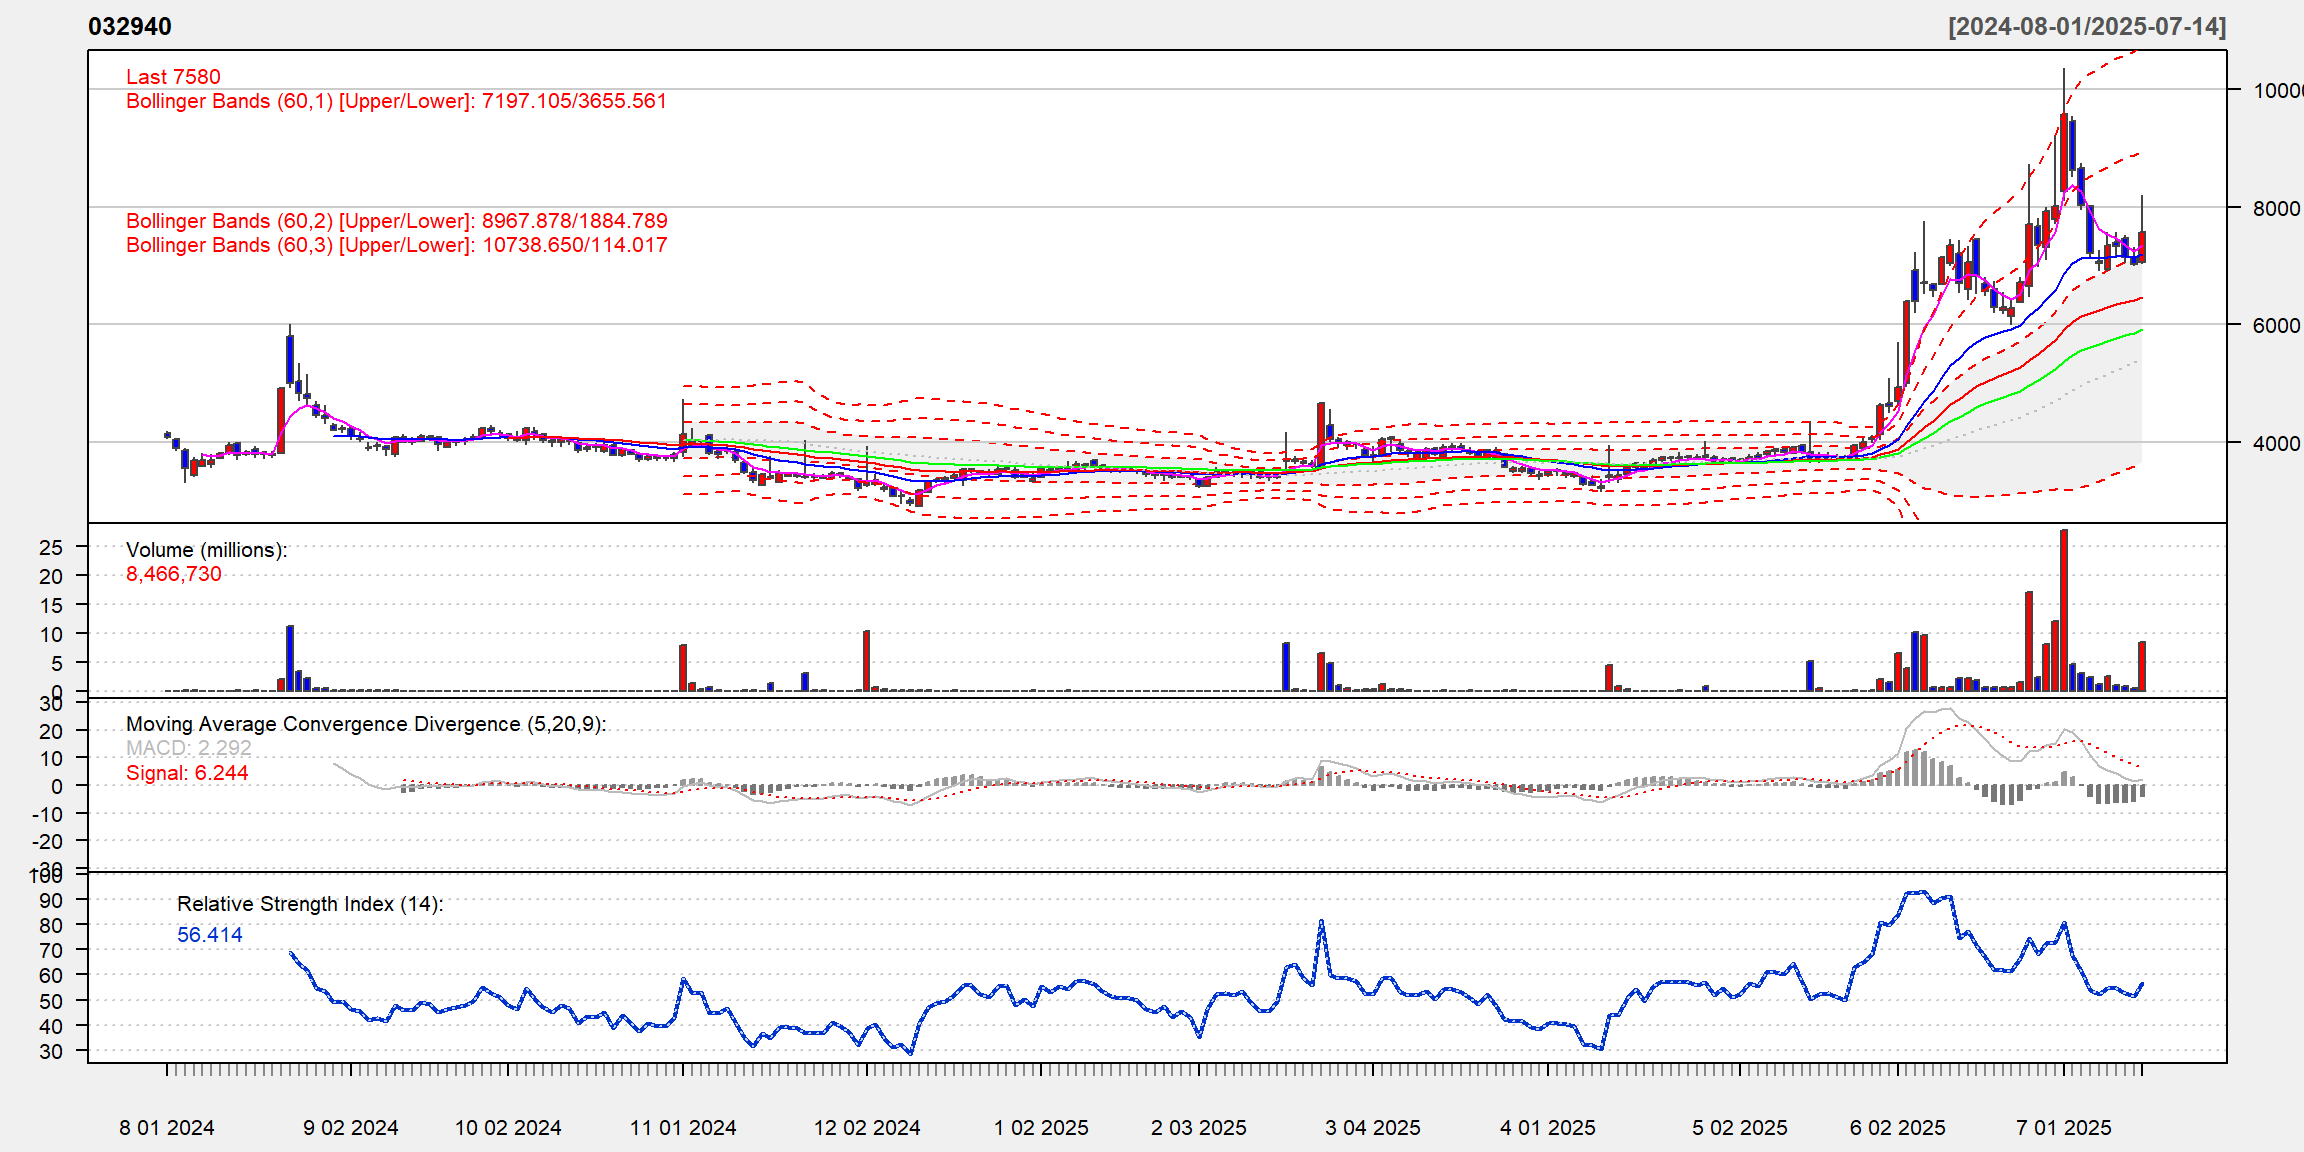 032940
[2024-08-01/2025-07-14]
Last 7580
Bollinger Bands (60,1) [Upper/Lower]: 7197.105/3655.561
Bollinger Bands (60,2) [Upper/Lower]: 8967.878/1884.789
Bollinger Bands (60,3) [Upper/Lower]: 10738.650/114.017
10000
8000
6000
4000
Volume (millions):
8,466,730
25
20
15
10
5
0
Moving Average Convergence Divergence (5,20,9):
MACD: 2.292
Signal: 6.244
30
20
10
0
-10
-20
-30
Relative Strength Index (14):
56.414
100
90
80
70
60
50
40
30
8 01 2024
9 02 2024
10 02 2024
11 01 2024
12 02 2024
1 02 2025
2 03 2025
3 04 2025
4 01 2025
5 02 2025
6 02 2025
7 01 2025